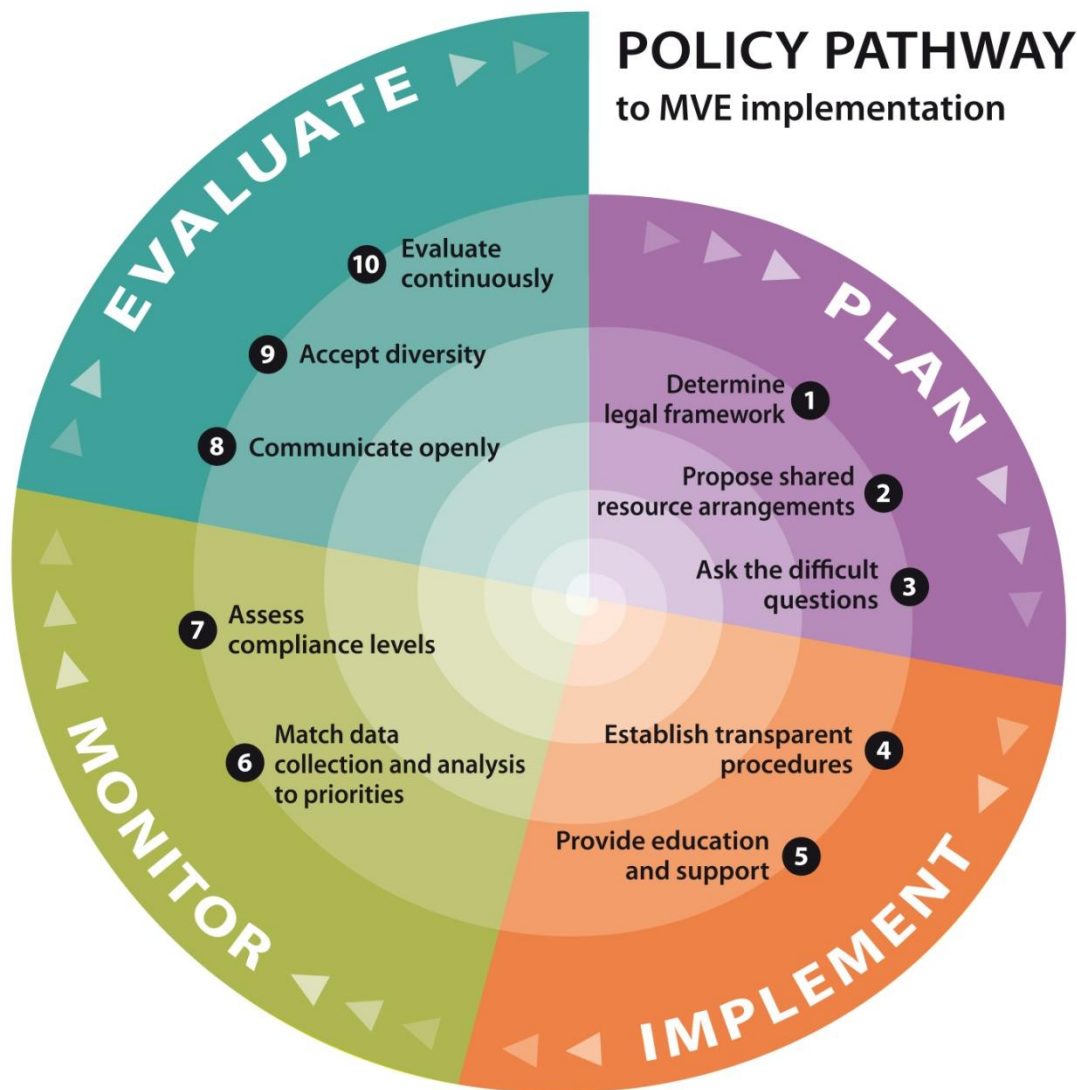 POLICY PATHWAY
to MVE implementation
PLAN
1
Determine
legal framework
2
Propose shared
resource arrangements
3
Ask the difficult
questions
IMPLEMENT
4
Establish transparent
procedures
5
Provide education
and support
MONITOR
6
Match data
collection and analysis
to priorities
7
Assess
compliance levels
EVALUATE
8
Communicate openly
9
Accept diversity
10
Evaluate
continuously